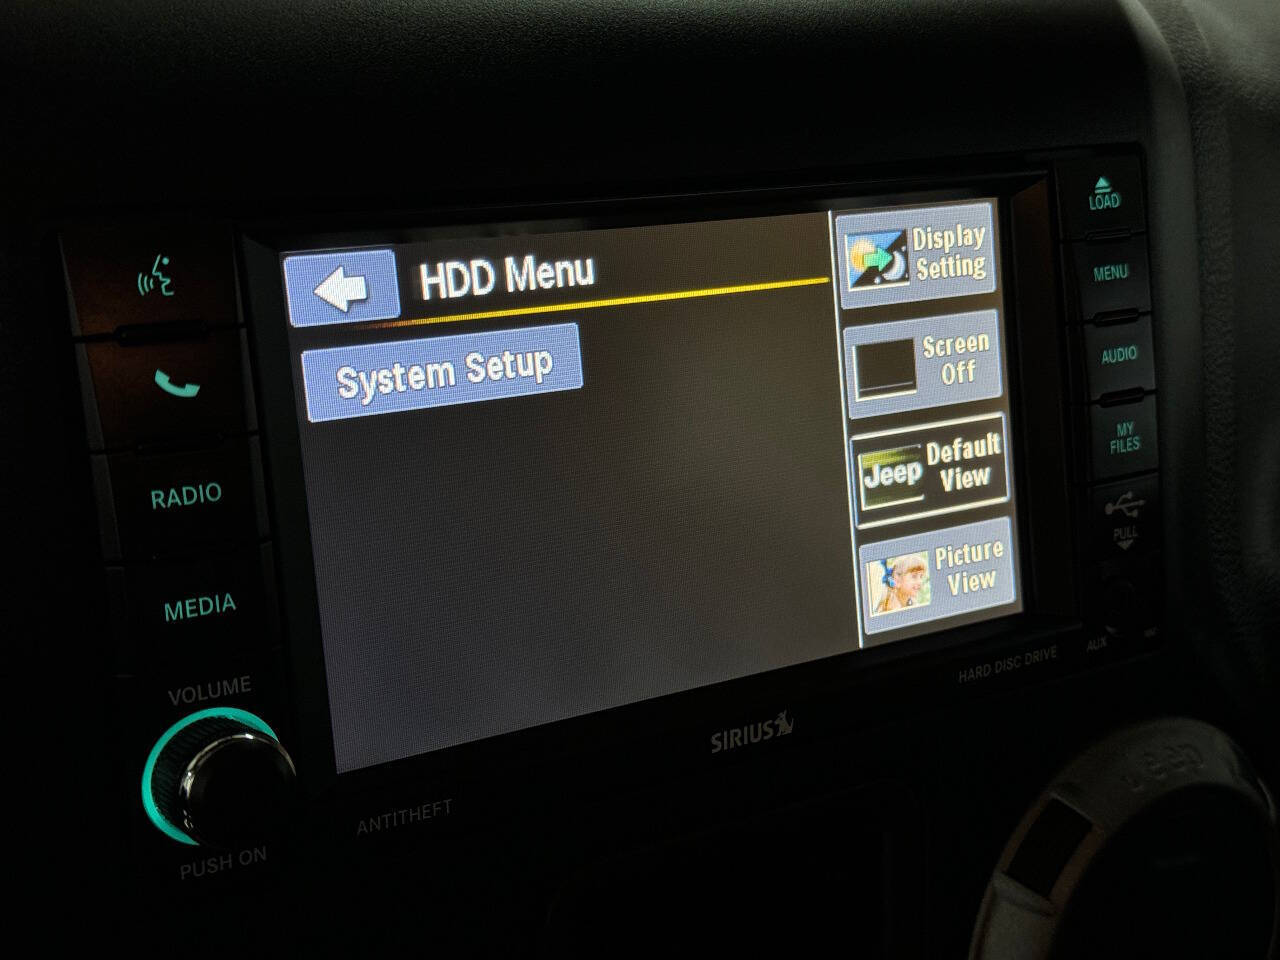 HDD Menu
System Setup
Display
Setting
Screen
Off
Jeep
Default
View
Picture
View
RADIO
MEDIA
VOLUME
PUSH ON
ANTITHEFT
SIRIUS
HARD DISC DRIVE
LOAD
MENU
AUDIO
MY
FILES
PULL
AUX
Jeep